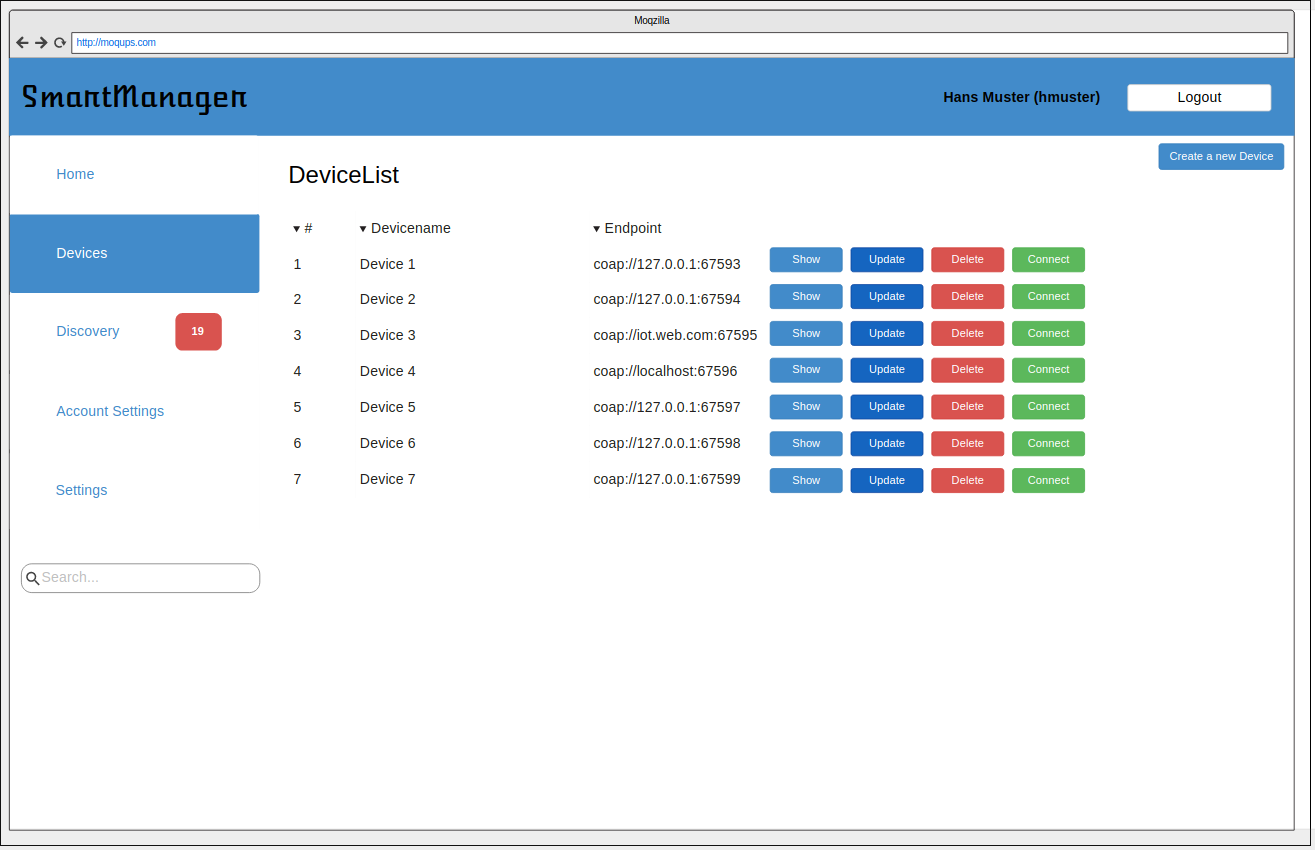 Moqzilla
http://moqups.com
SmartManager
Hans Muster (hmuster)
Logout
Create a new Device
Home
Devices
Discovery 19
Account Settings
Settings
Search...
DeviceList
# Devicename Endpoint
1 Device 1 coap://127.0.0.1:67593 Show Update Delete Connect
2 Device 2 coap://127.0.0.1:67594 Show Update Delete Connect
3 Device 3 coap://iot.web.com:67595 Show Update Delete Connect
4 Device 4 coap://localhost:67596 Show Update Delete Connect
5 Device 5 coap://127.0.0.1:67597 Show Update Delete Connect
6 Device 6 coap://127.0.0.1:67598 Show Update Delete Connect
7 Device 7 coap://127.0.0.1:67599 Show Update Delete Connect